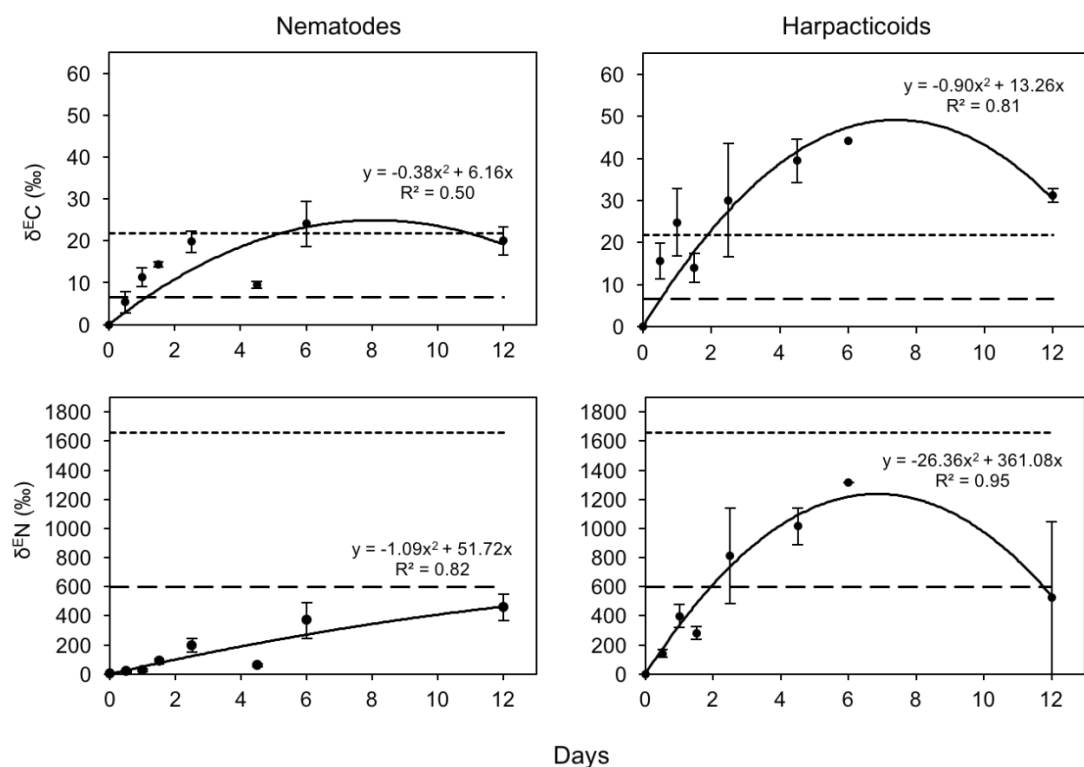 Nematodes
Harpacticoids
δᴱC (‰)
60
50
40
30
20
10
0
y = -0.38x² + 6.16x
R² = 0.50
0 2 4 6 8 10 12
60
50
40
30
20
10
0
y = -0.90x² + 13.26x
R² = 0.81
0 2 4 6 8 10 12
δᴱN (‰)
1800
1600
1400
1200
1000
800
600
400
200
0
y = -1.09x² + 51.72x
R² = 0.82
0 2 4 6 8 10 12
1800
1600
1400
1200
1000
800
600
400
200
0
y = -26.36x² + 361.08x
R² = 0.95
0 2 4 6 8 10 12
Days